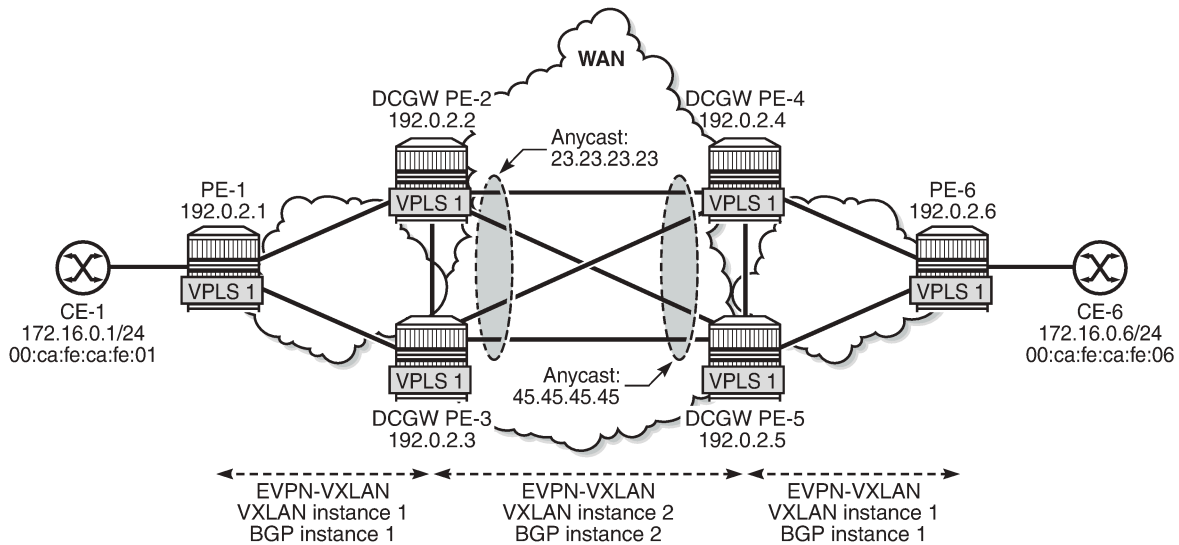 WAN
DCGW PE-2
192.0.2.2
DCGW PE-4
192.0.2.4
Anycast:
23.23.23.23
PE-1
192.0.2.1
VPLS 1
VPLS 1
PE-6
192.0.2.6
VPLS 1
VPLS 1
CE-1
172.16.0.1/24
00:ca:fe:ca:fe:01
CE-6
172.16.0.6/24
00:ca:fe:ca:fe:06
VPLS 1
Anycast:
45.45.45.45
VPLS 1
DCGW PE-3
192.0.2.3
DCGW PE-5
192.0.2.5
EVPN-VXLAN
VXLAN instance 1
BGP instance 1
EVPN-VXLAN
VXLAN instance 2
BGP instance 2
EVPN-VXLAN
VXLAN instance 1
BGP instance 1